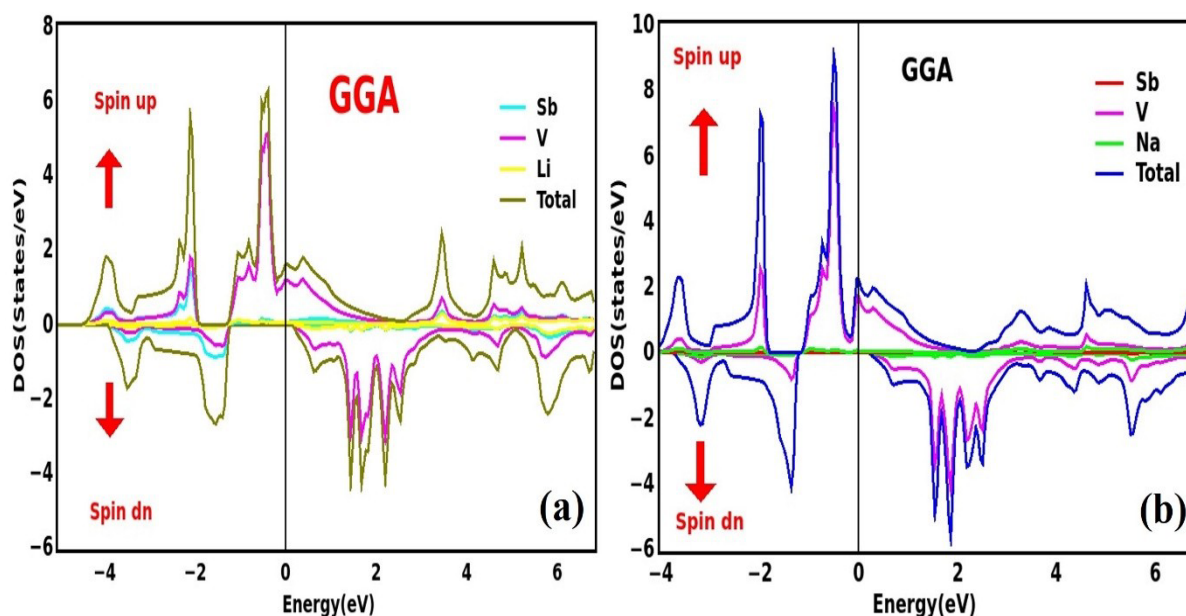 8
6
4
2
0
−2
−4
−6
DOS(states/eV)
Spin up
GGA
Sb
V
Li
Total
Spin dn
(a)
−4 −2 0 2 4 6
Energy(eV)
10
8
6
4
2
0
−2
−4
−6
DOS(states/eV)
Spin up
GGA
Sb
V
Na
Total
Spin dn
(b)
−4 −2 0 2 4 6
Energy(eV)